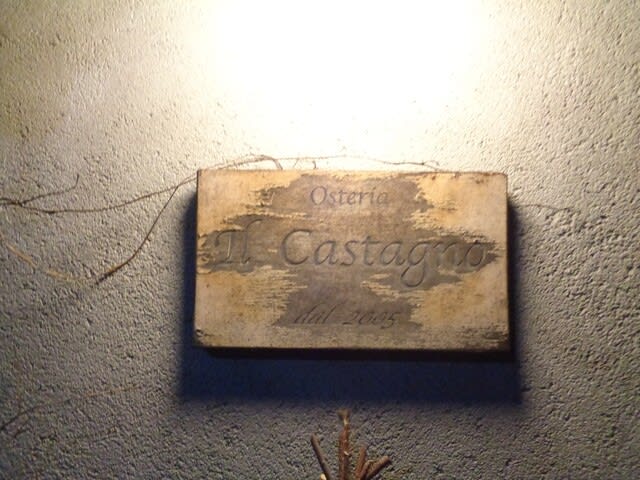 Osteria
Il Castagno
dal 2005